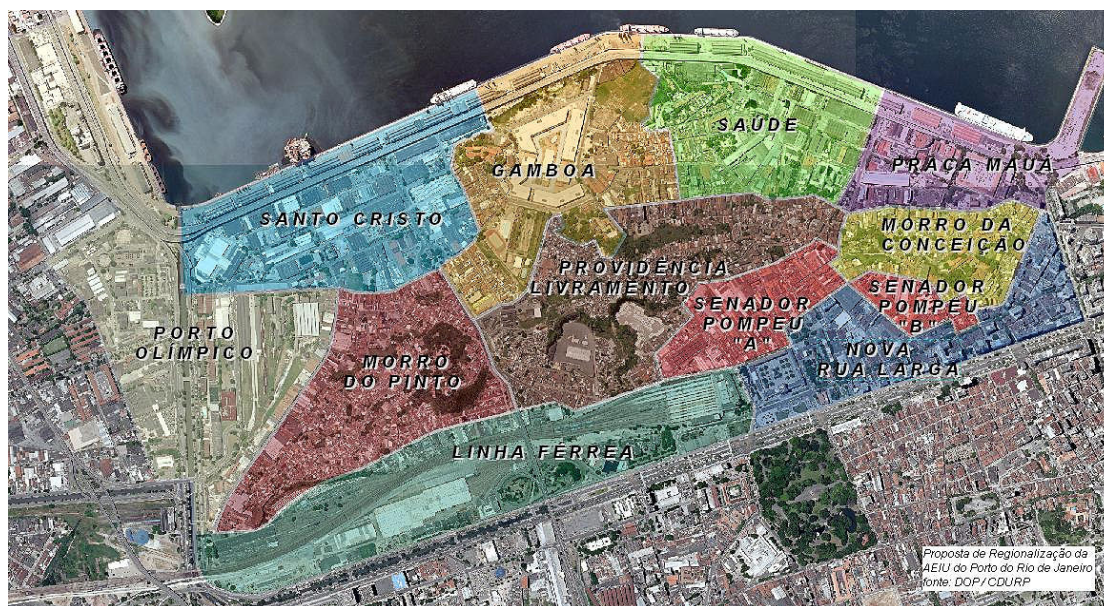 SAÚDE
GAMBOA
PRAÇA MAUÁ
SANTO CRISTO
MORRO DA
CONCEIÇÃO
PROVIDÊNCIA
LIVRAMENTO
SENADOR
POMPEU
"A"
SENADOR
POMPEU
"B"
PORTO
OLÍMPICO
MORRO
DO PINTO
NOVA
RUA LARGA
LINHA FÉRREA
Proposta de Regionalização da
AEIU do Porto do Rio de Janeiro
fonte: DOP / CDURP